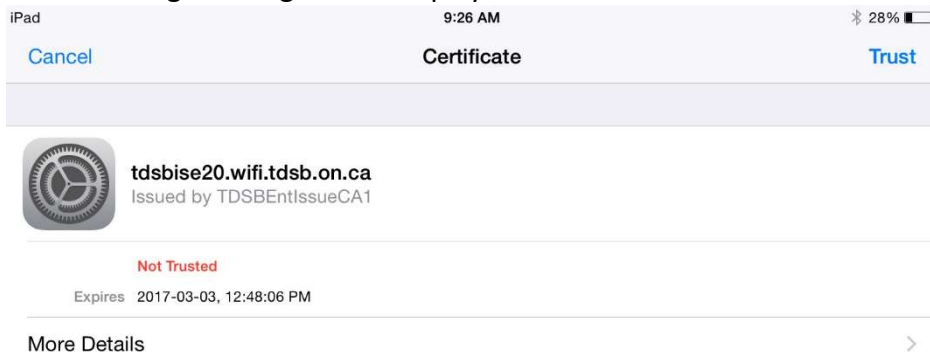 iPad 9:26 AM 28%
Cancel Certificate Trust
tdsbise20.wifi.tdsb.on.ca
Issued by TDSBEntIssueCA1
Not Trusted
Expires 2017-03-03, 12:48:06 PM
More Details